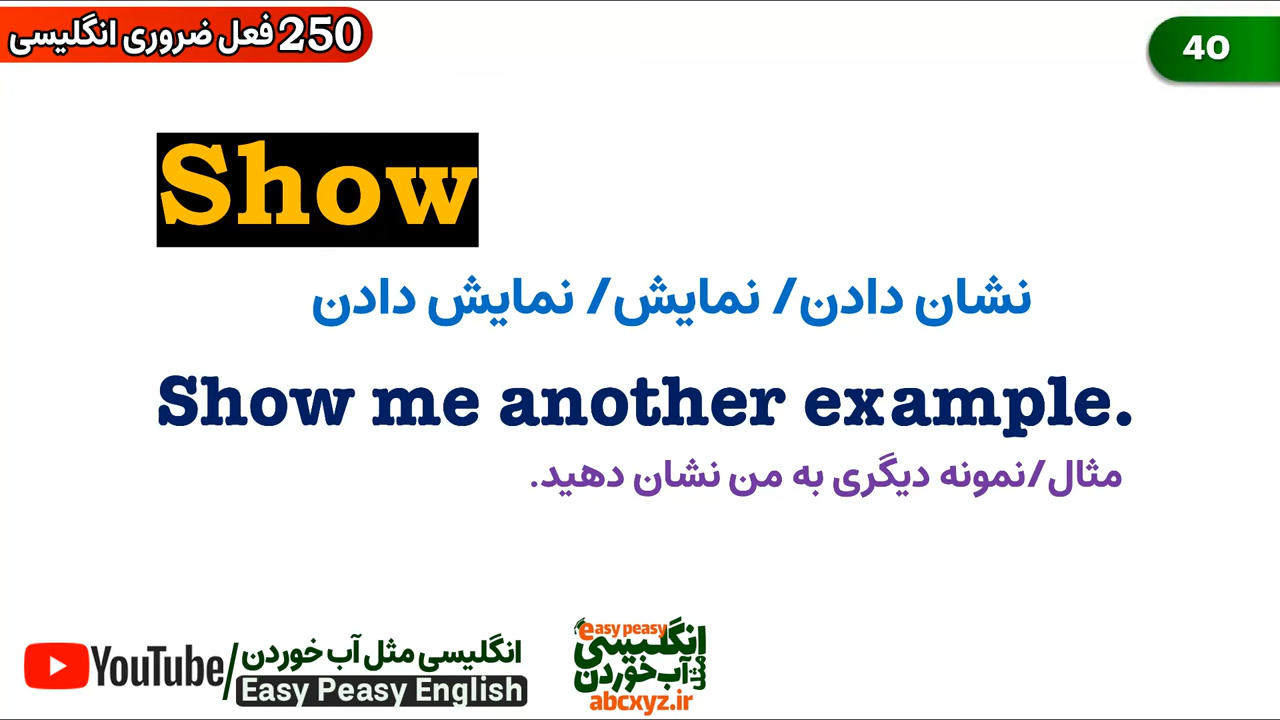 250 فعل ضروری انگلیسی
40
Show
نشان دادن/ نمایش/ نمایش دادن
Show me another example.
مثال/نمونه دیگری به من نشان دهید.
YouTube/انگلیسی مثل آب خوردن
Easy Peasy English
easy peasy
انگلیسی
مثل آب خوردن
abcxyz.ir